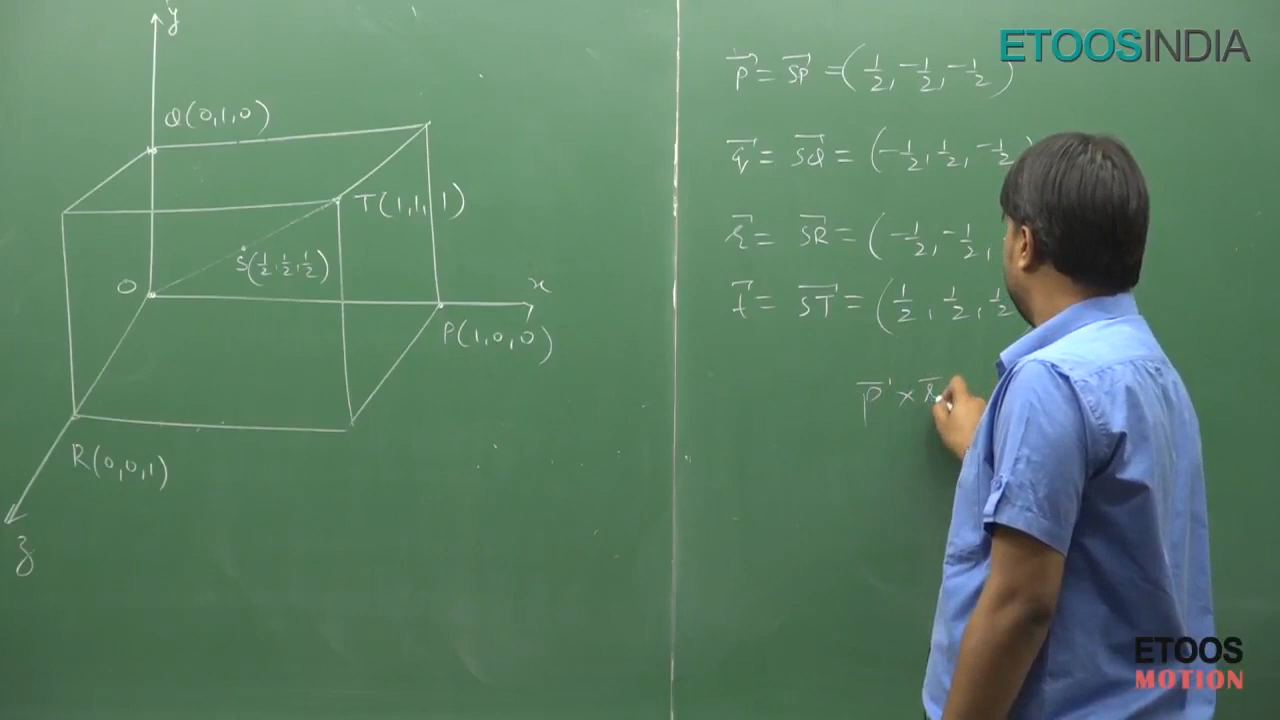 y
Q(0,1,0)
T(1,1,1)
S(1/2,1/2,1/2)
O
x
P(1,0,0)
R(0,0,1)
z
ETOOSINDIA
p⃗ = SP⃗ = (1/2, -1/2, -1/2)
q⃗ = SQ⃗ = (-1/2, 1/2, -1/2)
r⃗ = SR⃗ = (-1/2, -1/2,
t⃗ = ST⃗ = (1/2, 1/2, 1/2
p⃗ ×
ETOOS
MOTION